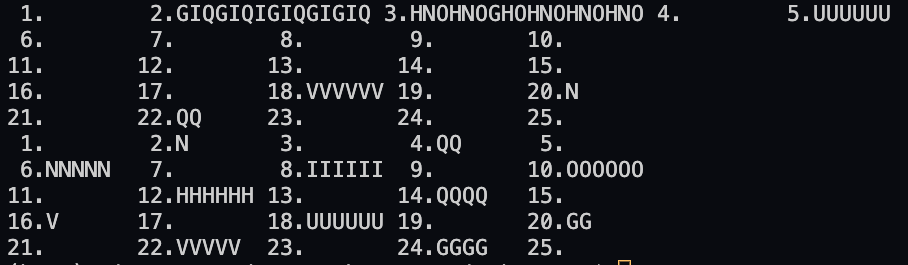 1. 2.GIQGIQIGIQGIGIQ 3.HNOHNOGHOHNOHNOHNO 4. 5.UUUUUU
6. 7. 8. 9. 10.
11. 12. 13. 14. 15.
16. 17. 18.VVVVVV 19. 20.N
21. 22.QQ 23. 24. 25.
1. 2.N 3. 4.QQ 5.
6.NNNNN 7. 8.IIIIII 9. 10.OOOOOO
11. 12.HHHHHH 13. 14.QQQQ 15.
16.V 17. 18.UUUUUU 19. 20.GG
21. 22.VVVVV 23. 24.GGGG 25.